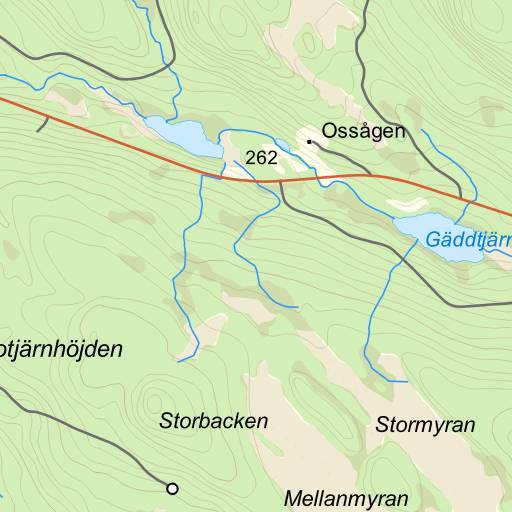 Ossågen
262
Gäddtjärn
otjärnhöjden
Storbacken
Stormyran
Mellanmyran